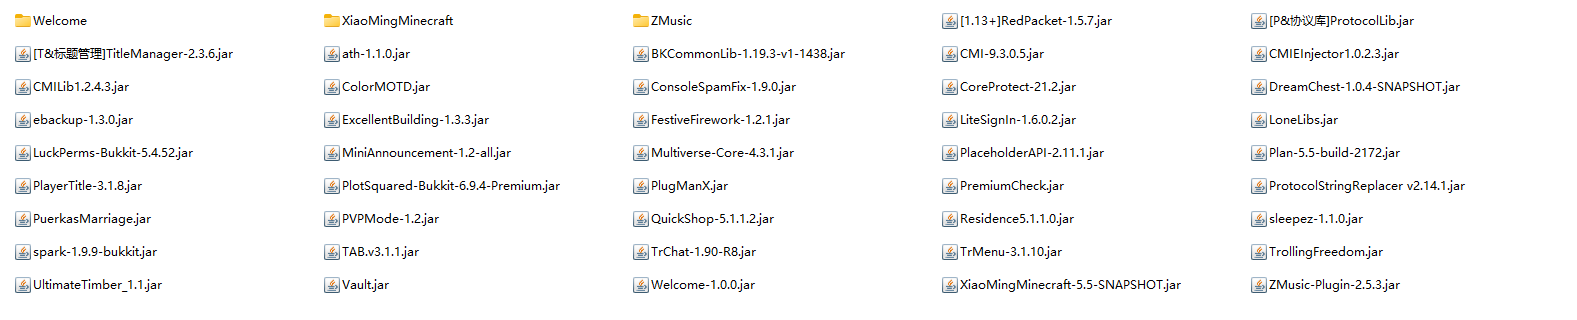 Welcome
XiaoMingMinecraft
ZMusic
[1.13+]RedPacket-1.5.7.jar
[P&协议库]ProtocolLib.jar
[T&标题管理]TitleManager-2.3.6.jar
ath-1.1.0.jar
BKCommonLib-1.19.3-v1-1438.jar
CMI-9.3.0.5.jar
CMIEInjector1.0.2.3.jar
CMILib1.2.4.3.jar
ColorMOTD.jar
ConsoleSpamFix-1.9.0.jar
CoreProtect-21.2.jar
DreamChest-1.0.4-SNAPSHOT.jar
ebackup-1.3.0.jar
ExcellentBuilding-1.3.3.jar
FestiveFirework-1.2.1.jar
LiteSignIn-1.6.0.2.jar
LoneLibs.jar
LuckPerms-Bukkit-5.4.52.jar
MiniAnnouncement-1.2-all.jar
Multiverse-Core-4.3.1.jar
PlaceholderAPI-2.11.1.jar
Plan-5.5-build-2172.jar
PlayerTitle-3.1.8.jar
PlotSquared-Bukkit-6.9.4-Premium.jar
PlugManX.jar
PremiumCheck.jar
ProtocolStringReplacer v2.14.1.jar
PuerkasMarriage.jar
PVPMode-1.2.jar
QuickShop-5.1.1.2.jar
Residence5.1.1.0.jar
sleepez-1.1.0.jar
spark-1.9.9-bukkit.jar
TAB.v3.1.1.jar
TrChat-1.90-R8.jar
TrMenu-3.1.10.jar
TrollingFreedom.jar
UltimateTimber_1.1.jar
Vault.jar
Welcome-1.0.0.jar
XiaoMingMinecraft-5.5-SNAPSHOT.jar
ZMusic-Plugin-2.5.3.jar